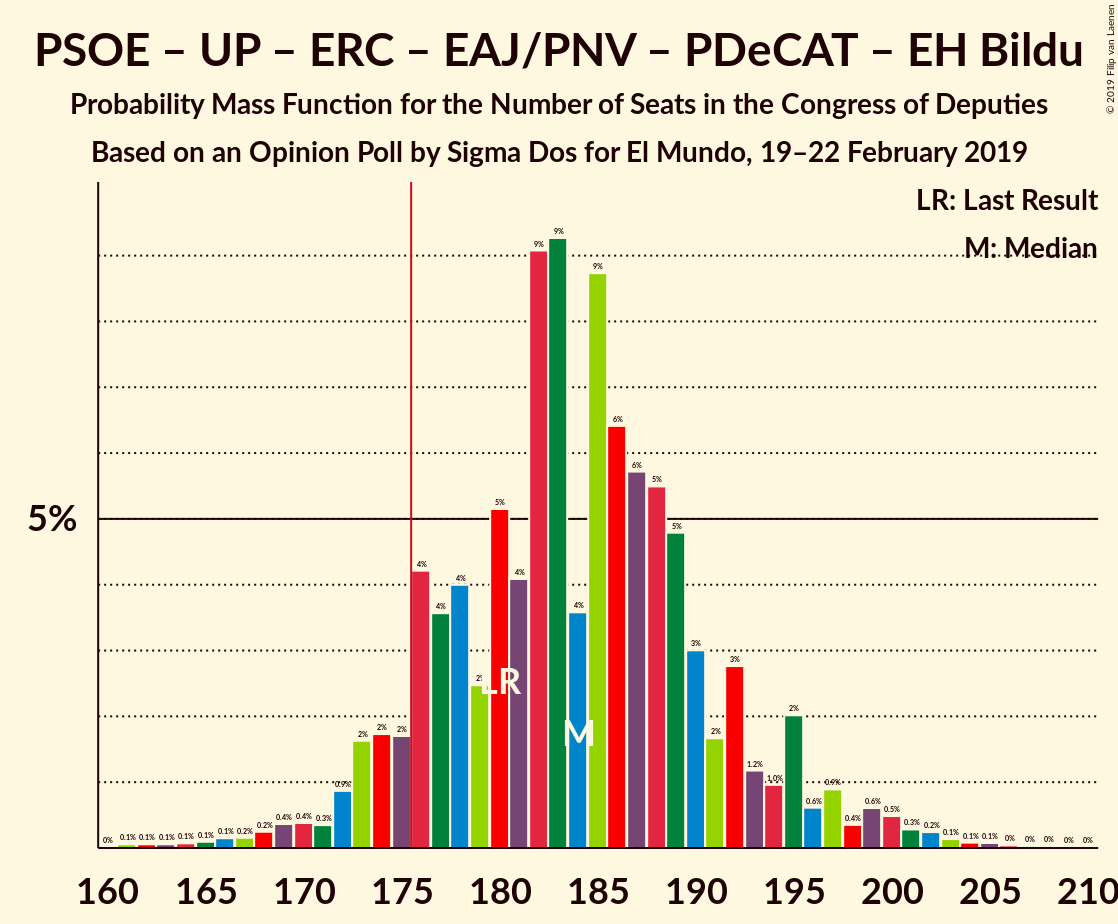 PSOE – UP – ERC – EAJ/PNV – PDeCAT – EH Bildu
Probability Mass Function for the Number of Seats in the Congress of Deputies
Based on an Opinion Poll by Sigma Dos for El Mundo, 19–22 February 2019
© 2019 Filip van Laenen
LR: Last Result
M: Median
5%
0% 0.1% 0.1% 0.1% 0.1% 0.1% 0.1% 0.2% 0.2% 0.4% 0.4% 0.3% 0.9% 2% 2% 2% 4% 4% 4% 2% 5% 4% 9% 9% 4% 9% 6% 6% 5% 5% 3% 2% 3% 1.2% 1.0% 2% 0.6% 0.9% 0.4% 0.6% 0.5% 0.3% 0.2% 0.1% 0.1% 0.1% 0% 0% 0% 0% 0%
LR
M
160 165 170 175 180 185 190 195 200 205 210